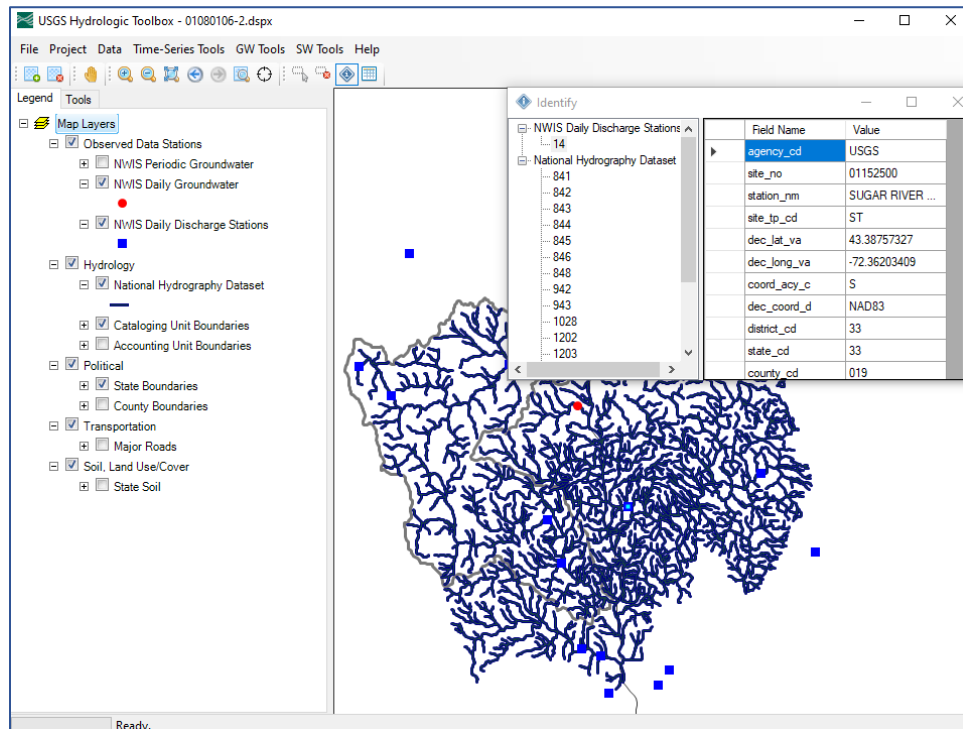 USGS Hydrologic Toolbox - 01080106-2.dspx
File Project Data Time-Series Tools GW Tools SW Tools Help
Legend Tools
Map Layers
Observed Data Stations
NWIS Periodic Groundwater
NWIS Daily Groundwater
NWIS Daily Discharge Stations
Hydrology
National Hydrography Dataset
Cataloging Unit Boundaries
Accounting Unit Boundaries
Political
State Boundaries
County Boundaries
Transportation
Major Roads
Soil, Land Use/Cover
State Soil
Identify
NWIS Daily Discharge Stations
14
National Hydrography Dataset
841
842
843
844
845
846
848
942
943
1028
1202
1203
Field Name Value
agency_cd USGS
site_no 01152500
station_nm SUGAR RIVER ...
site_tp_cd ST
dec_lat_va 43.38757327
dec_long_va -72.36203409
coord_acy_c S
dec_coord_d NAD83
district_cd 33
state_cd 33
county_cd 019
Ready.